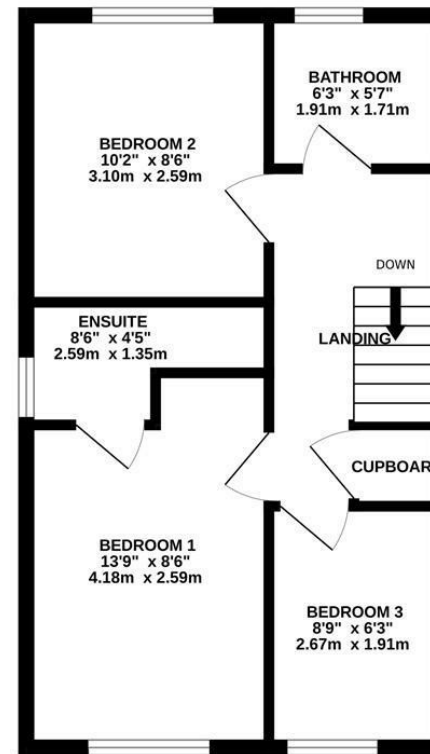 BATHROOM
6'3" x 5'7"
1.91m x 1.71m
BEDROOM 2
10'2" x 8'6"
3.10m x 2.59m
DOWN
LANDING
ENSUITE
8'6" x 4'5"
2.59m x 1.35m
CUPBOAR
BEDROOM 1
13'9" x 8'6"
4.18m x 2.59m
BEDROOM 3
8'9" x 6'3"
2.67m x 1.91m